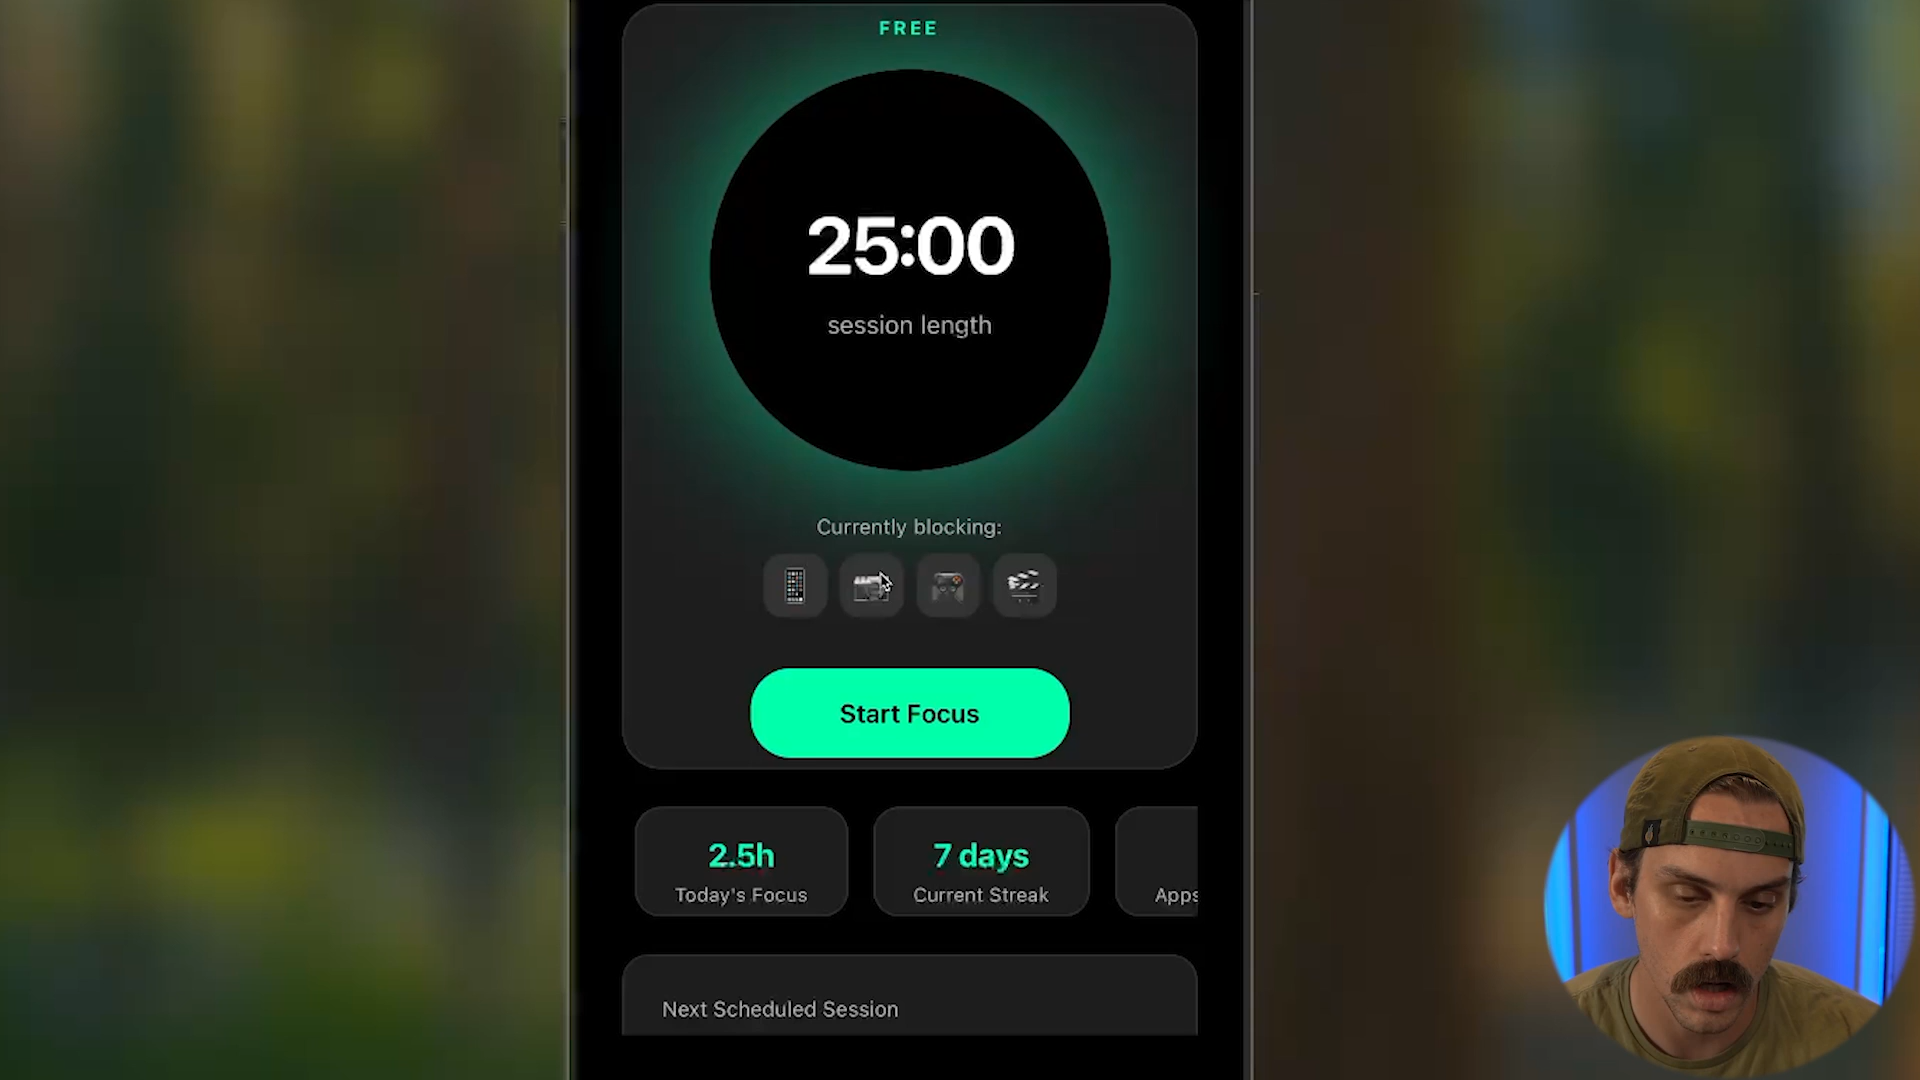 FREE
25:00
session length
Currently blocking:
Start Focus
2.5h
Today's Focus
7 days
Current Streak
Apps
Next Scheduled Session